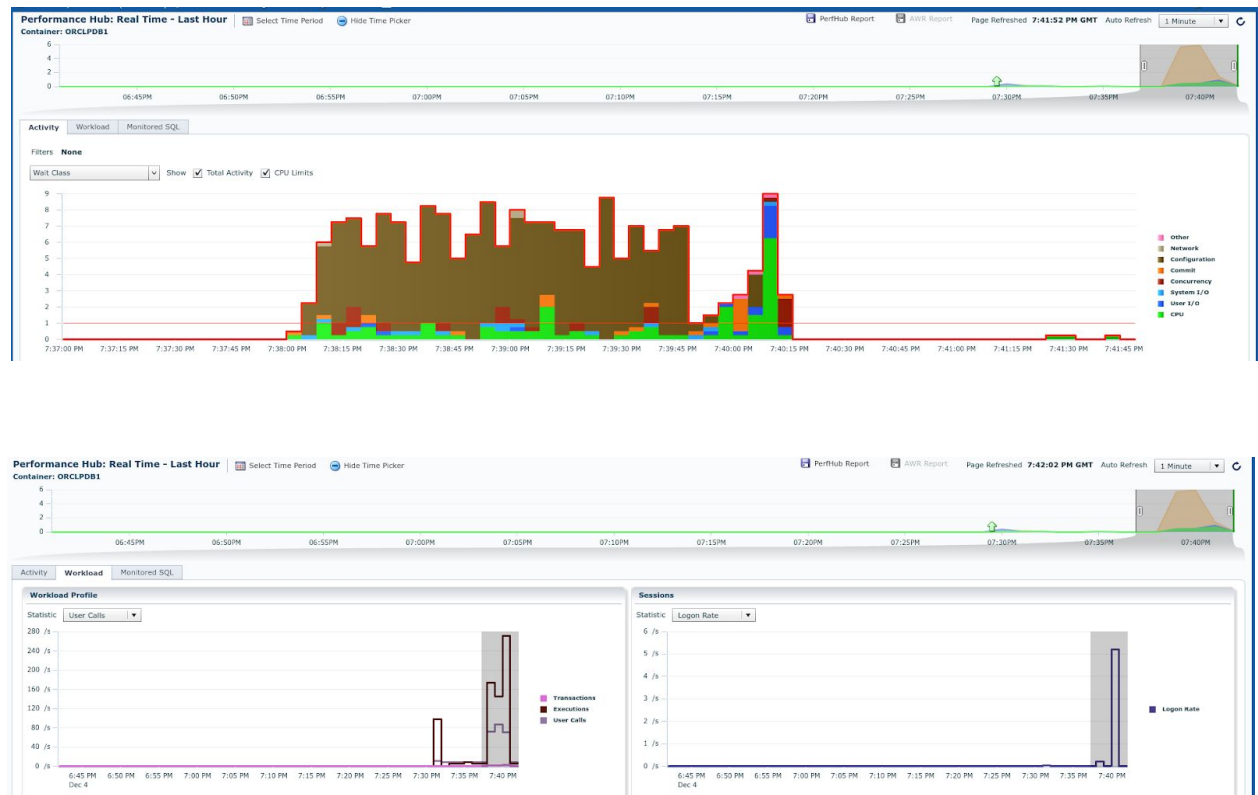 Performance Hub: Real Time - Last Hour Select Time Period Hide Time Picker PerfHub Report AWR Report Page Refreshed 7:41:52 PM GMT Auto Refresh 1 Minute
Container: ORCLPDB1
6
4
2
0
06:45PM 06:50PM 06:55PM 07:00PM 07:05PM 07:10PM 07:15PM 07:20PM 07:25PM 07:30PM 07:35PM 07:40PM
Activity Workload Monitored SQL
Filters None
Wait Class Show Total Activity CPU Limits
9
8
7
6
5
4
3
2
1
0
Other
Network
Configuration
Commit
Concurrency
System I/O
User I/O
CPU
7:37:00 PM 7:37:15 PM 7:37:30 PM 7:37:45 PM 7:38:00 PM 7:38:15 PM 7:38:30 PM 7:38:45 PM 7:39:00 PM 7:39:15 PM 7:39:30 PM 7:39:45 PM 7:40:00 PM 7:40:15 PM 7:40:30 PM 7:40:45 PM 7:41:00 PM 7:41:15 PM 7:41:30 PM 7:41:45 PM
Performance Hub: Real Time - Last Hour Select Time Period Hide Time Picker PerfHub Report AWR Report Page Refreshed 7:42:02 PM GMT Auto Refresh 1 Minute
Container: ORCLPDB1
6
4
2
0
06:45PM 06:50PM 06:55PM 07:00PM 07:05PM 07:10PM 07:15PM 07:20PM 07:25PM 07:30PM 07:35PM 07:40PM
Activity Workload Monitored SQL
Workload Profile
Statistic User Calls
280 /s
240 /s
200 /s
160 /s
120 /s
80 /s
40 /s
0 /s
Transactions
Executions
User Calls
6:45 PM 6:50 PM 6:55 PM 7:00 PM 7:05 PM 7:10 PM 7:15 PM 7:20 PM 7:25 PM 7:30 PM 7:35 PM 7:40 PM
Dec 4
Sessions
Statistic Logon Rate
6 /s
5 /s
4 /s
3 /s
2 /s
1 /s
0 /s
Logon Rate
6:45 PM 6:50 PM 6:55 PM 7:00 PM 7:05 PM 7:10 PM 7:15 PM 7:20 PM 7:25 PM 7:30 PM 7:35 PM 7:40 PM
Dec 4